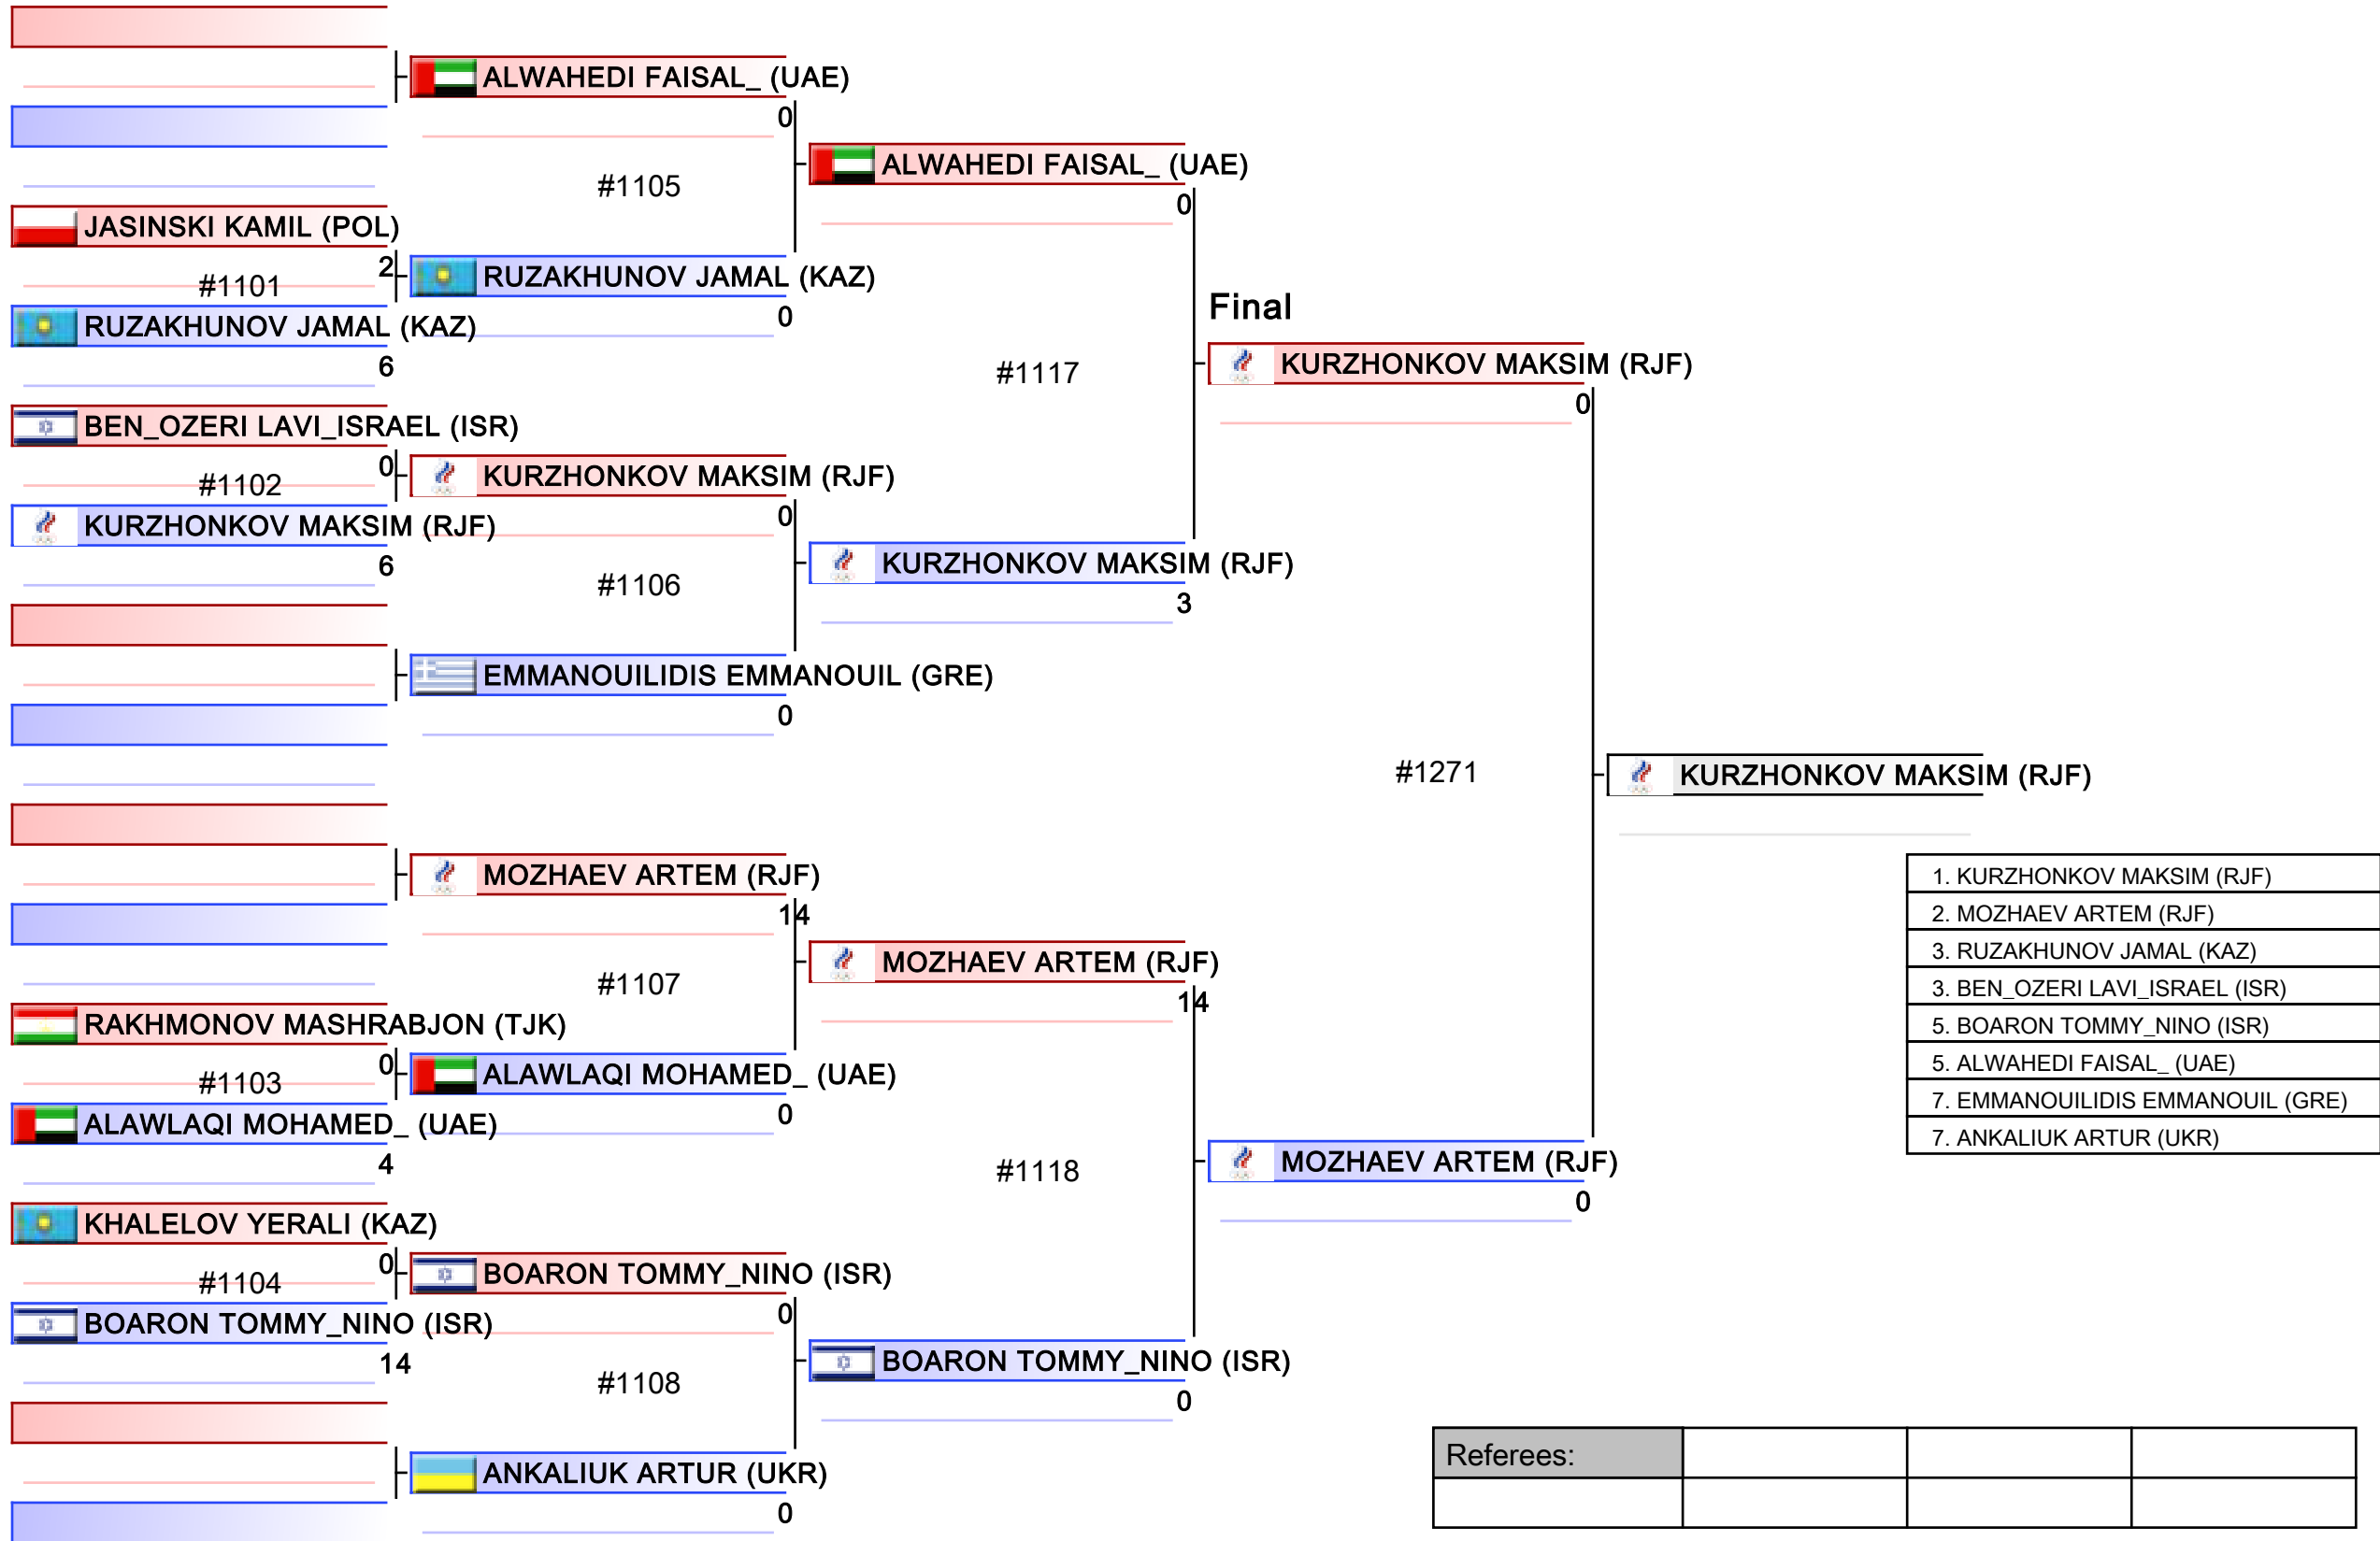 ALWAHEDI FAISAL_ (UAE)
0
#1105
ALWAHEDI FAISAL_ (UAE)
0
JASINSKI KAMIL (POL)
2
#1101
RUZAKHUNOV JAMAL (KAZ)
0
RUZAKHUNOV JAMAL (KAZ)
6
Final
#1117
KURZHONKOV MAKSIM (RJF)
0
BEN_OZERI LAVI_ISRAEL (ISR)
0
#1102
KURZHONKOV MAKSIM (RJF)
0
KURZHONKOV MAKSIM (RJF)
6
#1106
KURZHONKOV MAKSIM (RJF)
3
EMMANOUILIDIS EMMANOUIL (GRE)
0
#1271
KURZHONKOV MAKSIM (RJF)
MOZHAEV ARTEM (RJF)
14
#1107
MOZHAEV ARTEM (RJF)
14
RAKHMONOV MASHRABJON (TJK)
0
#1103
ALAWLAQI MOHAMED_ (UAE)
0
ALAWLAQI MOHAMED_ (UAE)
4
#1118
MOZHAEV ARTEM (RJF)
0
KHALELOV YERALI (KAZ)
0
#1104
BOARON TOMMY_NINO (ISR)
0
BOARON TOMMY_NINO (ISR)
14
#1108
BOARON TOMMY_NINO (ISR)
0
ANKALIUK ARTUR (UKR)
0
1. KURZHONKOV MAKSIM (RJF)
2. MOZHAEV ARTEM (RJF)
3. RUZAKHUNOV JAMAL (KAZ)
3. BEN_OZERI LAVI_ISRAEL (ISR)
5. BOARON TOMMY_NINO (ISR)
5. ALWAHEDI FAISAL_ (UAE)
7. EMMANOUILIDIS EMMANOUIL (GRE)
7. ANKALIUK ARTUR (UKR)
Referees: